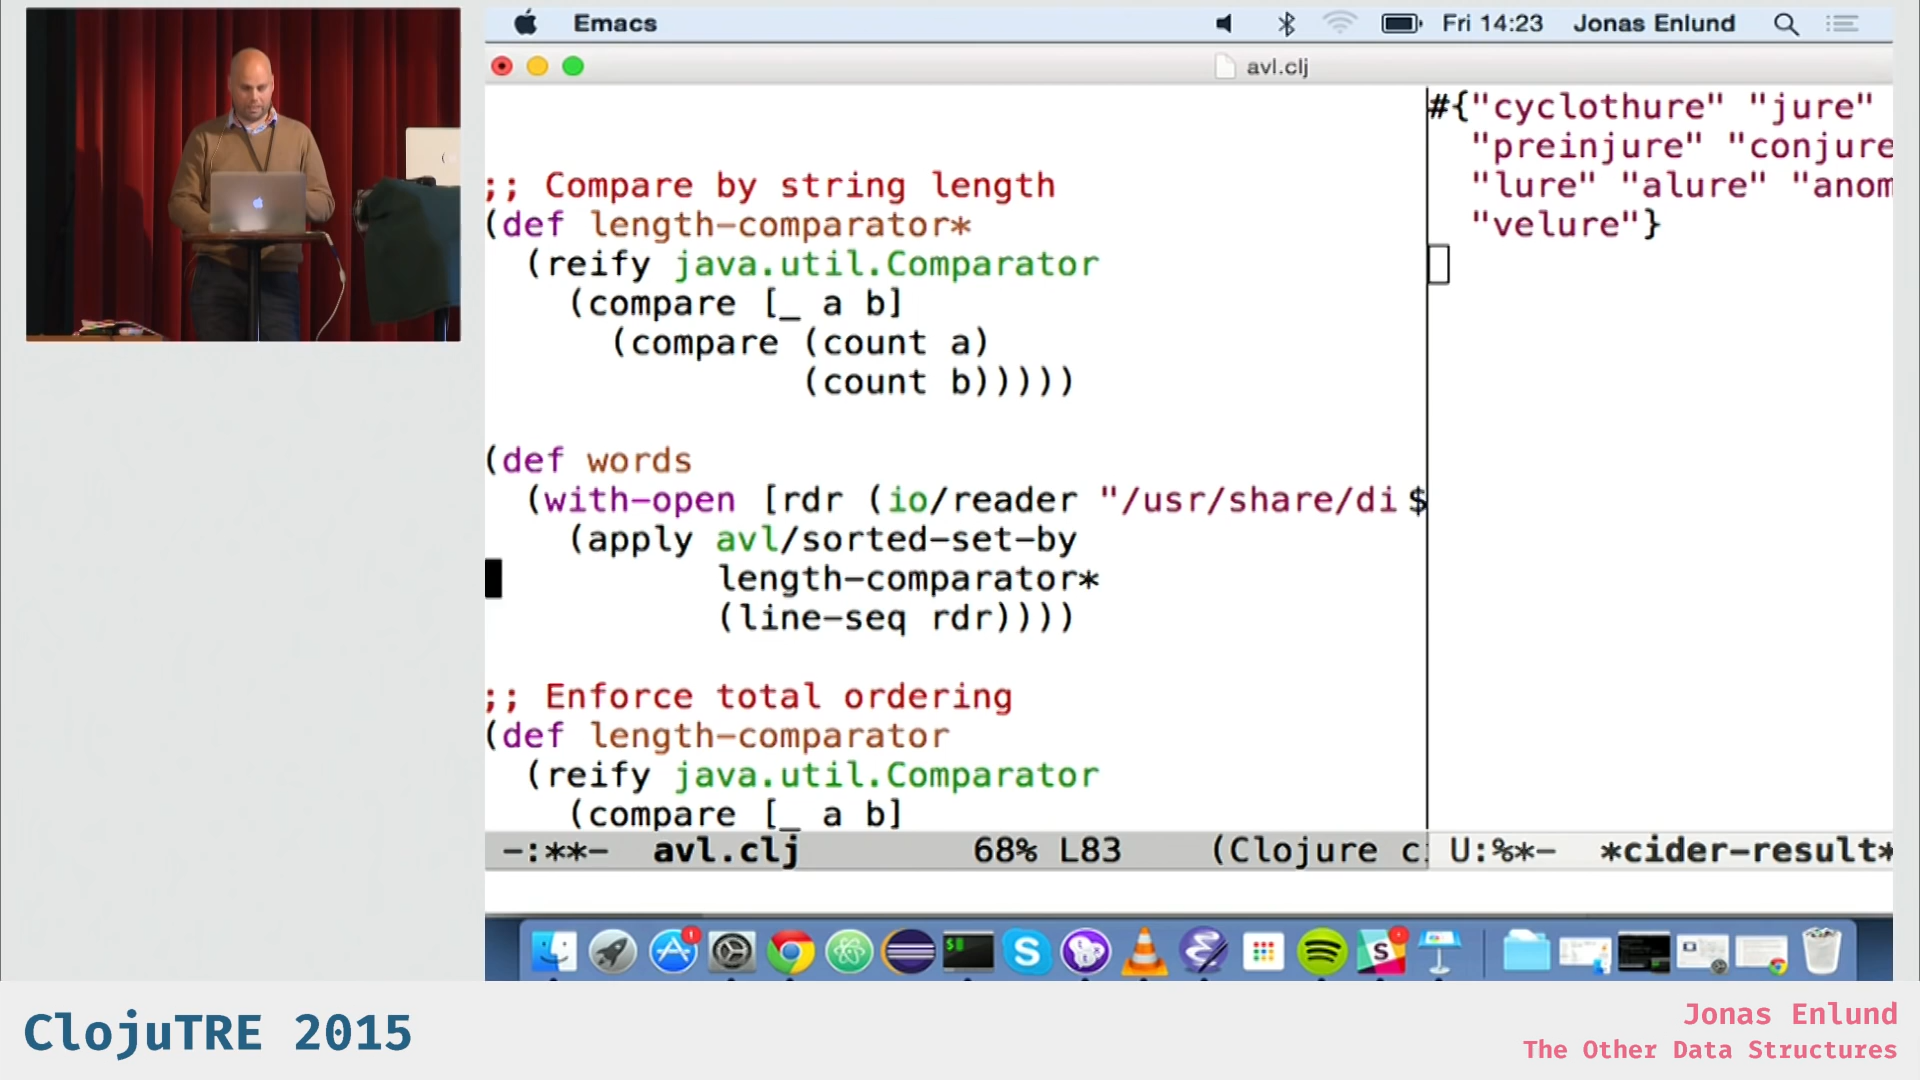 Emacs
Fri 14:23 Jonas Enlund
avl.clj
;; Compare by string length
(def length-comparator*
(reify java.util.Comparator
(compare [_ a b]
(compare (count a)
(count b)))))
(def words
(with-open [rdr (io/reader "/usr/share/di$
(apply avl/sorted-set-by
length-comparator*
(line-seq rdr))))
;; Enforce total ordering
(def length-comparator
(reify java.util.Comparator
(compare [_ a b]
-:**- avl.clj 68% L83 (Clojure c
#{"cyclothure" "jure"
"preinjure" "conjure
"lure" "alure" "anom
"velure"}
U:%*- *cider-result*
ClojuTRE 2015
Jonas Enlund
The Other Data Structures